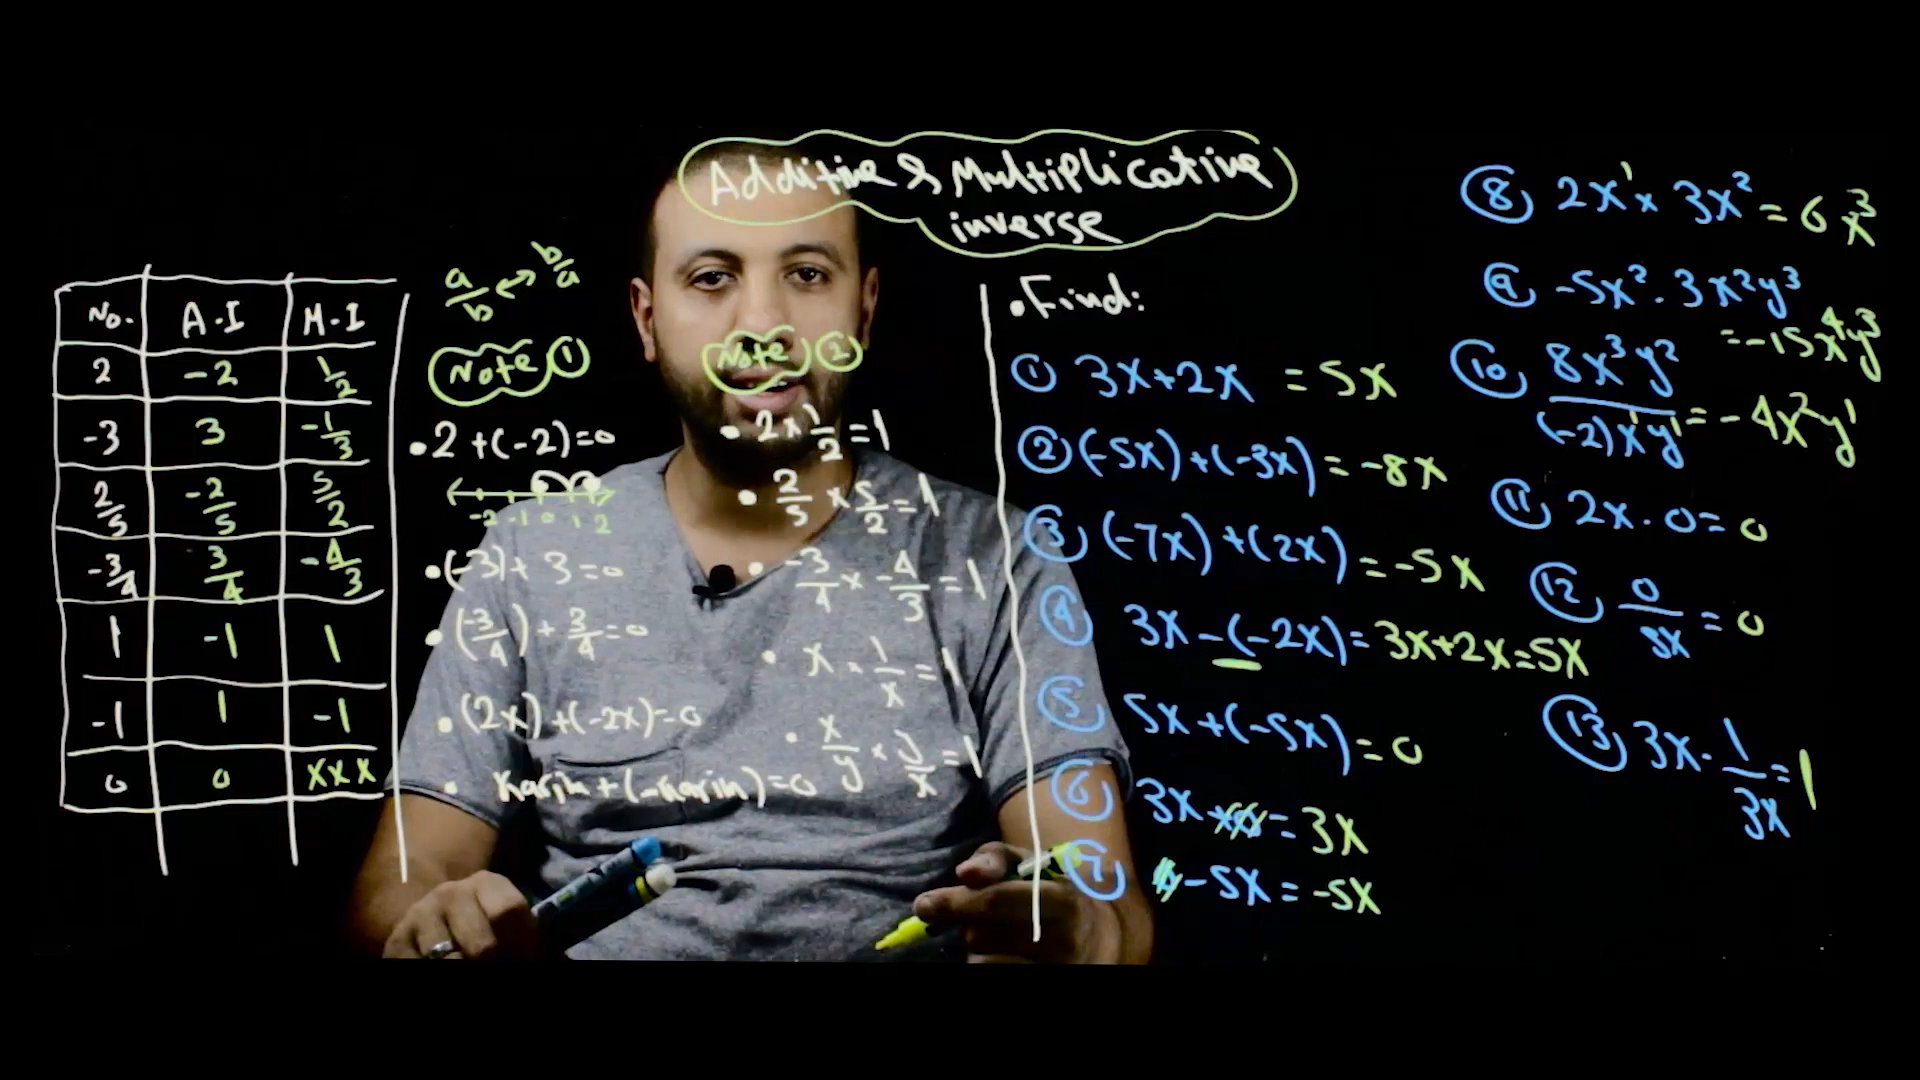 Additive & Multiplicative
inverse
No. A.I M.I
2 -2 1/2
-3 3 -1/3
2/5 -2/5 5/2
-3/4 3/4 -4/3
1 -1 1
-1 1 -1
0 0 xxx
a/b ↔ b/a
Note 1
• 2 + (-2) = 0
-2 -1 0 1 2
• (-3) + 3 = 0
• (-3/4) + 3/4 = 0
• (2x) + (-2x) = 0
• Karim + (-Karim) = 0
Note 2
• 2 × 1/2 = 1
• 2/5 × 5/2 = 1
• -3/4 × -4/3 = 1
• x × 1/x = 1
• x/y × y/x = 1
• Find:
1 3x+2x = 5x
2 (-5x)+(-3x) = -8x
3 (-7x)+(2x) = -5x
4 3x-(-2x) = 3x+2x = 5x
5 5x+(-5x) = 0
6 3x = 3x
7 -5x = -5x
8 2x¹ × 3x² = 6x³
9 -5x² . 3x²y³
= -15x⁴y³
10 8x³y²/(-2)x¹y¹ = -4x²y¹
11 2x . 0 = 0
12 0/5x = 0
13 3x . 1/3x = 1